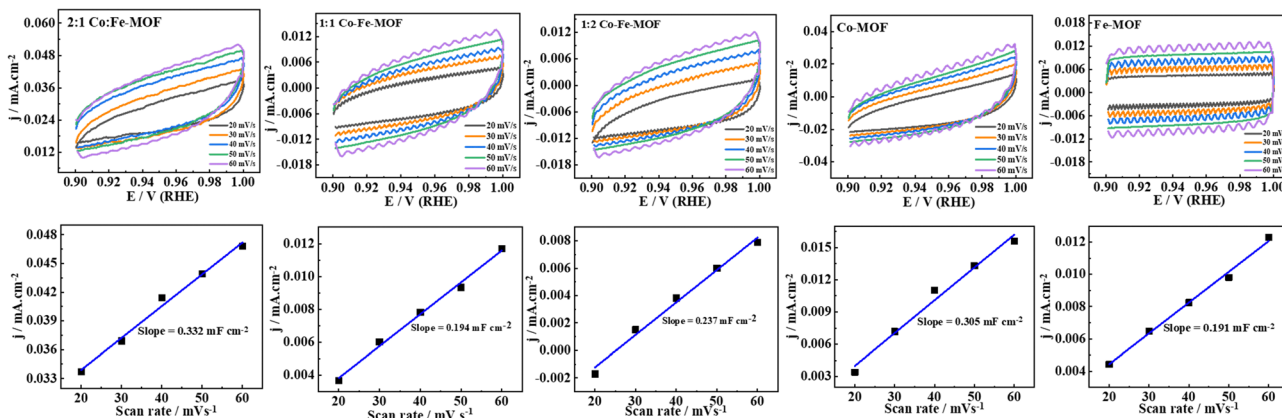 2:1 Co:Fe-MOF
j / mA.cm-2
0.060
0.048
0.036
0.024
0.012
20 mV/s
30 mV/s
40 mV/s
50 mV/s
60 mV/s
0.90 0.92 0.94 0.96 0.98 1.00
E / V (RHE)
1:1 Co-Fe-MOF
j / mA.cm-2
0.012
0.006
0.000
-0.006
-0.012
-0.018
20 mV/s
30 mV/s
40 mV/s
50 mV/s
60 mV/s
0.90 0.92 0.94 0.96 0.98 1.00
E / V (RHE)
1:2 Co-Fe-MOF
j / mA.cm-2
0.012
0.006
0.000
-0.006
-0.012
-0.018
20 mV/s
30 mV/s
40 mV/s
50 mV/s
60 mV/s
0.90 0.92 0.94 0.96 0.98 1.00
E / V (RHE)
Co-MOF
j / mA.cm-2
0.04
0.02
0.00
-0.02
-0.04
20 mV/s
30 mV/s
40 mV/s
50 mV/s
60 mV/s
0.90 0.92 0.94 0.96 0.98 1.00
E / V (RHE)
Fe-MOF
j / mA.cm-2
0.018
0.012
0.006
0.000
-0.006
-0.012
-0.018
20 mV/
30 mV/
40 mV/
50 mV/
60 mV/
0.90 0.92 0.94 0.96 0.98 1.00
E / V (RHE)
j / mA.cm-2
0.048
0.045
0.042
0.039
0.036
0.033
Slope = 0.332 mF cm-2
20 30 40 50 60
Scan rate / mVs-1
j / mA.cm-2
0.012
0.010
0.008
0.006
0.004
Slope = 0.194 mF cm-2
20 30 40 50 60
Scan rate / mV s-1
j / mA.cm-2
0.008
0.006
0.004
0.002
0.000
-0.002
Slope =0.237 mF cm-2
20 30 40 50 60
Scan rate / mVs-1
j / mA.cm-2
0.015
0.012
0.009
0.006
0.003
Slope = 0.305 mF cm-2
20 30 40 50 60
Scan rate / mVs-1
j / mA.cm-2
0.012
0.010
0.008
0.006
0.004
Slope = 0.191 mF cm-2
20 30 40 50 60
Scan rate / mVs-1